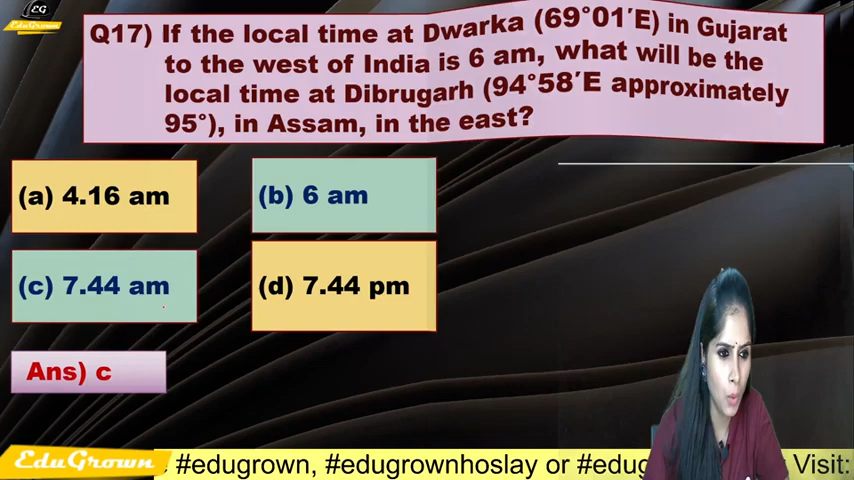 EG
EduGrown
Q17) If the local time at Dwarka (69°01′E) in Gujarat
to the west of India is 6 am, what will be the
local time at Dibrugarh (94°58′E approximately
95°), in Assam, in the east?
(a) 4.16 am
(b) 6 am
(c) 7.44 am
(d) 7.44 pm
Ans) c
EduGrown #edugrown, #edugrownhoslay or #edug Visit: